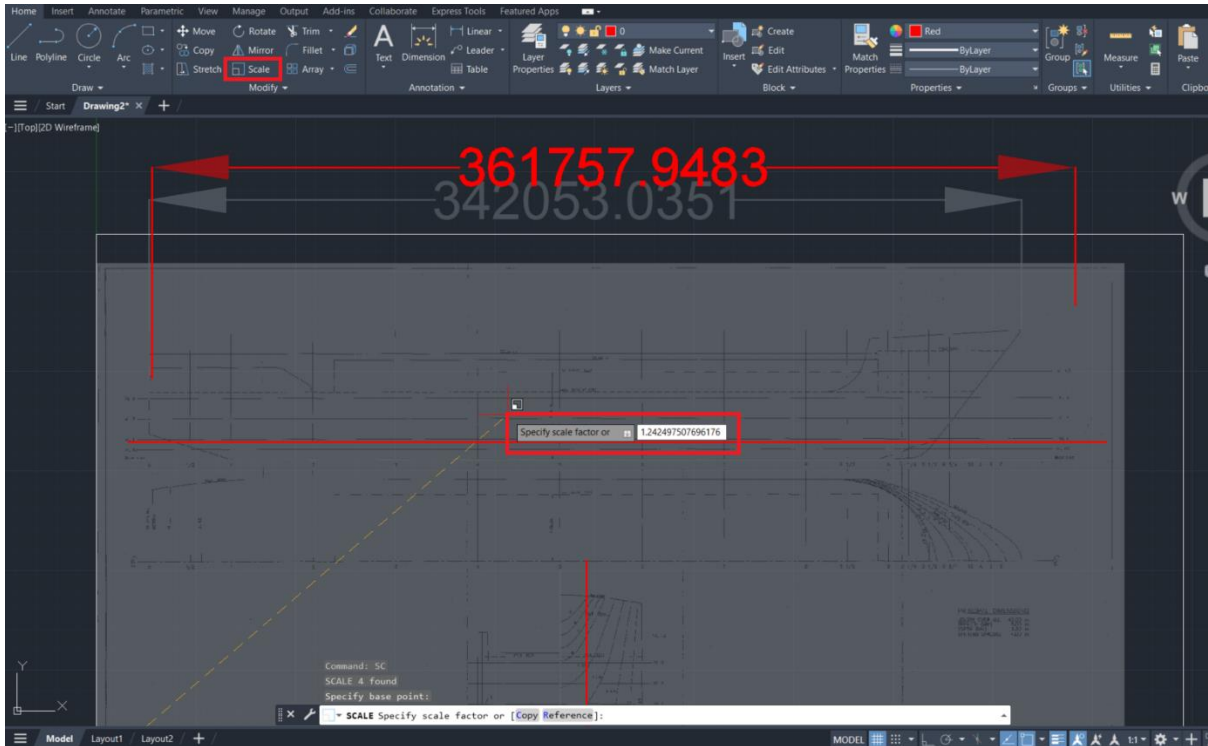 Home Insert Annotate Parametric View Manage Output Add-ins Collaborate Express Tools Featured Apps
Move Rotate Trim Linear 0 Create Red
Line Polyline Circle Arc Copy Mirror Fillet Text Dimension Leader Layer Properties Make Current Insert Edit Match Properties ByLayer Group Measure Paste
Stretch Scale Array Table Match Layer Edit Attributes ByLayer
Draw Modify Annotation Layers Block Properties Groups Utilities Clipbo
Start Drawing2* +
[−][Top][2D Wireframe]
361757.9483
342053.0351
W
Specify scale factor or 1.242497507696176
Command: SC
SCALE 4 found
Specify base point:
SCALE Specify scale factor or [Copy Reference]:
Y
X
Model Layout1 Layout2 + MODEL 1:1